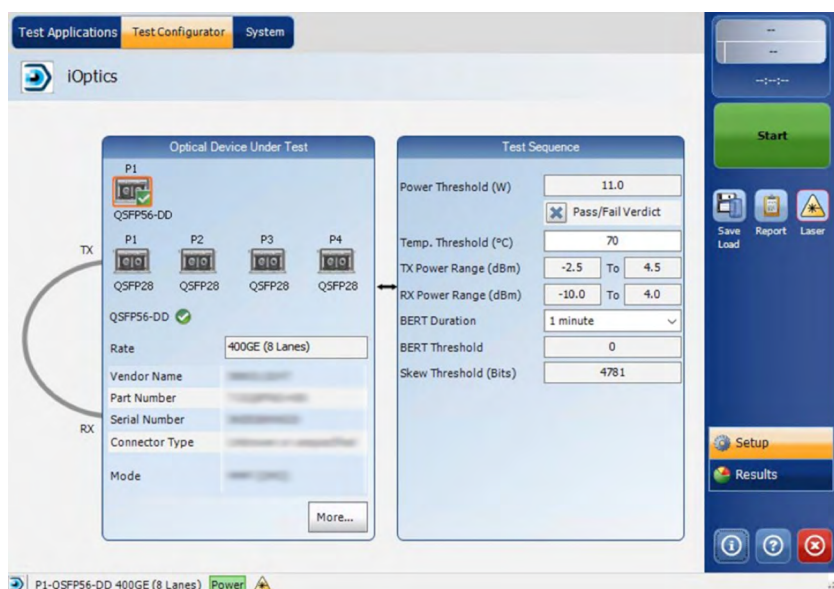 Test Applications Test Configurator System
--
--
--:--:--
iOptics
Start
Optical Device Under Test
P1
QSFP56-DD
P1 P2 P3 P4
QSFP28 QSFP28 QSFP28 QSFP28
QSFP56-DD
Rate 400GE (8 Lanes)
Vendor Name
Part Number
Serial Number
Connector Type
Mode
More...
TX
RX
Test Sequence
Power Threshold (W) 11.0
Pass/Fail Verdict
Temp. Threshold (°C) 70
TX Power Range (dBm) -2.5 To 4.5
RX Power Range (dBm) -10.0 To 4.0
BERT Duration 1 minute
BERT Threshold 0
Skew Threshold (Bits) 4781
Save
Load
Report
Laser
Setup
Results
P1-QSFP56-DD 400GE (8 Lanes) Power